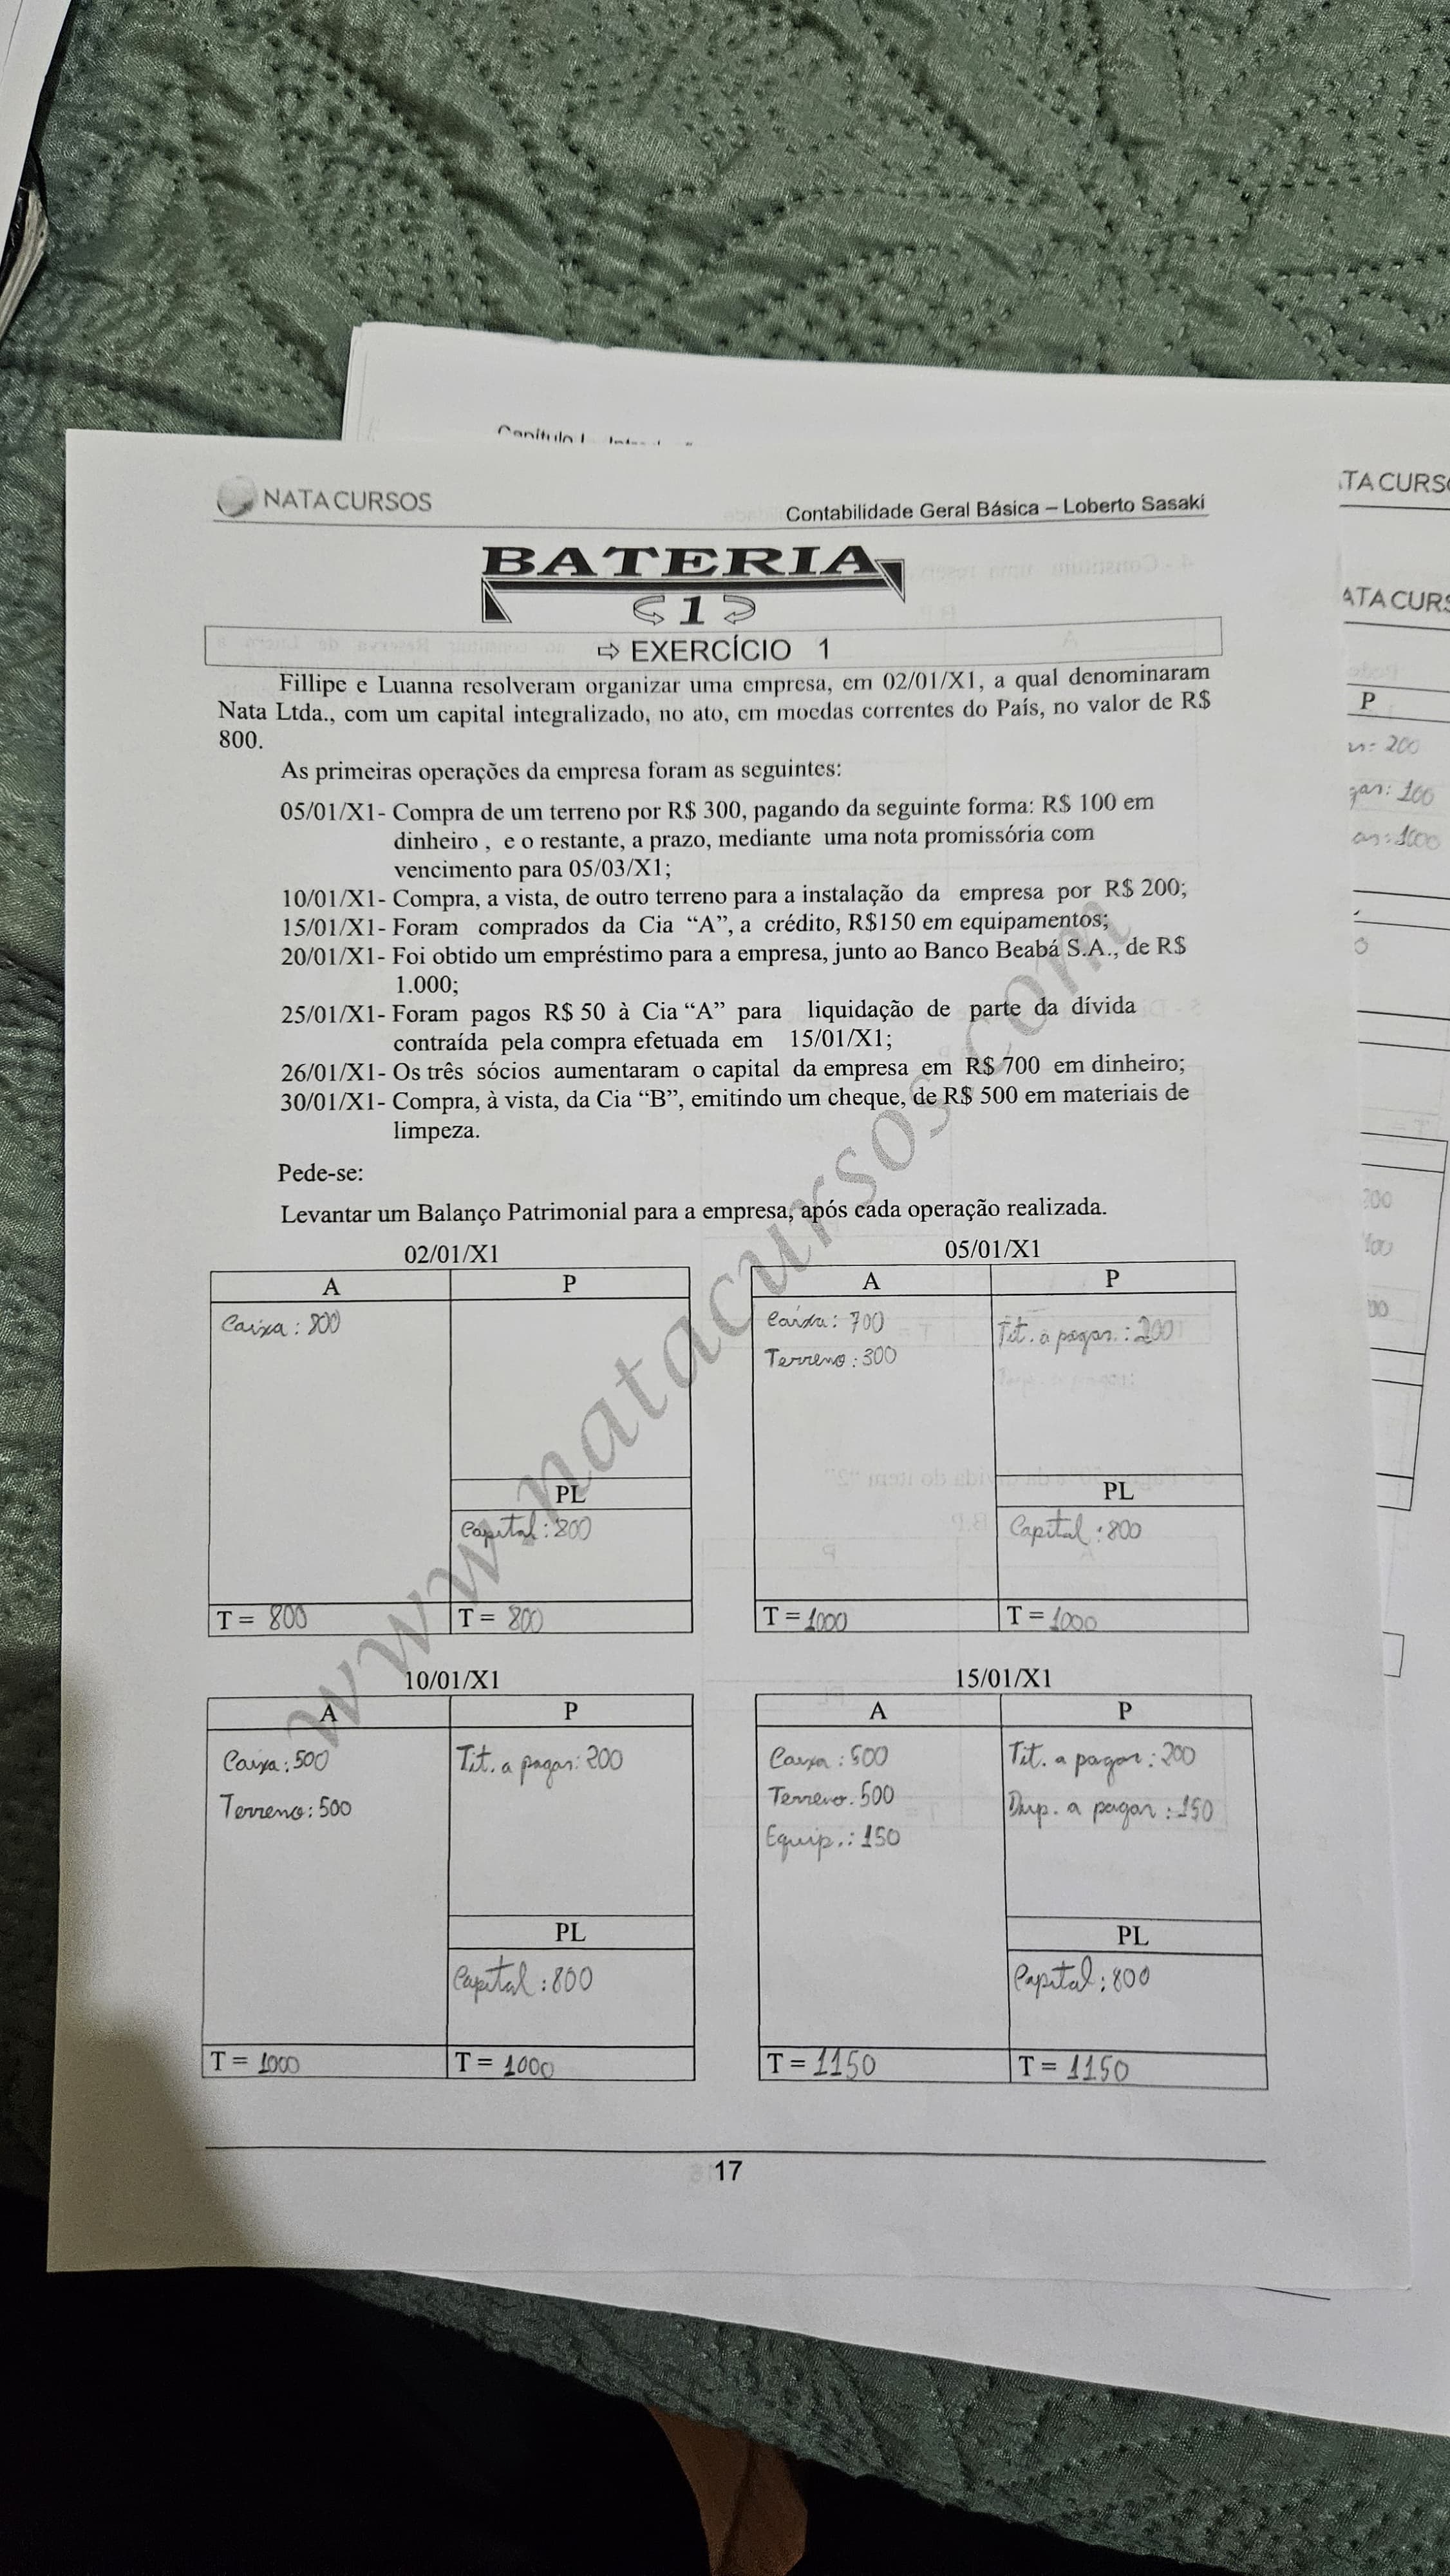 Capítulo I
NATA CURSOS
Contabilidade Geral Básica – Loberto Sasaki
TA CURS
ATA CURS
BATERIA
1
⇨ EXERCÍCIO 1
Fillipe e Luanna resolveram organizar uma empresa, em 02/01/X1, a qual denominaram
Nata Ltda., com um capital integralizado, no ato, em moedas correntes do País, no valor de R$
800.
As primeiras operações da empresa foram as seguintes:
05/01/X1- Compra de um terreno por R$ 300, pagando da seguinte forma: R$ 100 em
dinheiro , e o restante, a prazo, mediante uma nota promissória com
vencimento para 05/03/X1;
10/01/X1- Compra, a vista, de outro terreno para a instalação da empresa por R$ 200;
15/01/X1- Foram comprados da Cia “A”, a crédito, R$150 em equipamentos;
20/01/X1- Foi obtido um empréstimo para a empresa, junto ao Banco Beabá S.A., de R$
1.000;
25/01/X1- Foram pagos R$ 50 à Cia “A” para liquidação de parte da dívida
contraída pela compra efetuada em 15/01/X1;
26/01/X1- Os três sócios aumentaram o capital da empresa em R$ 700 em dinheiro;
30/01/X1- Compra, à vista, da Cia “B”, emitindo um cheque, de R$ 500 em materiais de
limpeza.
Pede-se:
Levantar um Balanço Patrimonial para a empresa, após cada operação realizada.
www.natacursos.com
02/01/X1
A P
Caixa: 800
PL
Capital: 800
T = 800 T = 800
05/01/X1
A P
Caixa: 700 Tit. a pagar.: 200
Terreno: 300
PL
Capital: 800
T = 1000 T = 1000
10/01/X1
A P
Caixa: 500 Tit. a pagar: 200
Terreno: 500
PL
Capital: 800
T = 1000 T = 1000
15/01/X1
A P
Caixa: 500 Tit. a pagar: 200
Terreno. 500 Dup. a pagar: 150
Equip.: 150
PL
Capital: 800
T = 1150 T = 1150
17
P
n: 200
gar: 100
an: 1000